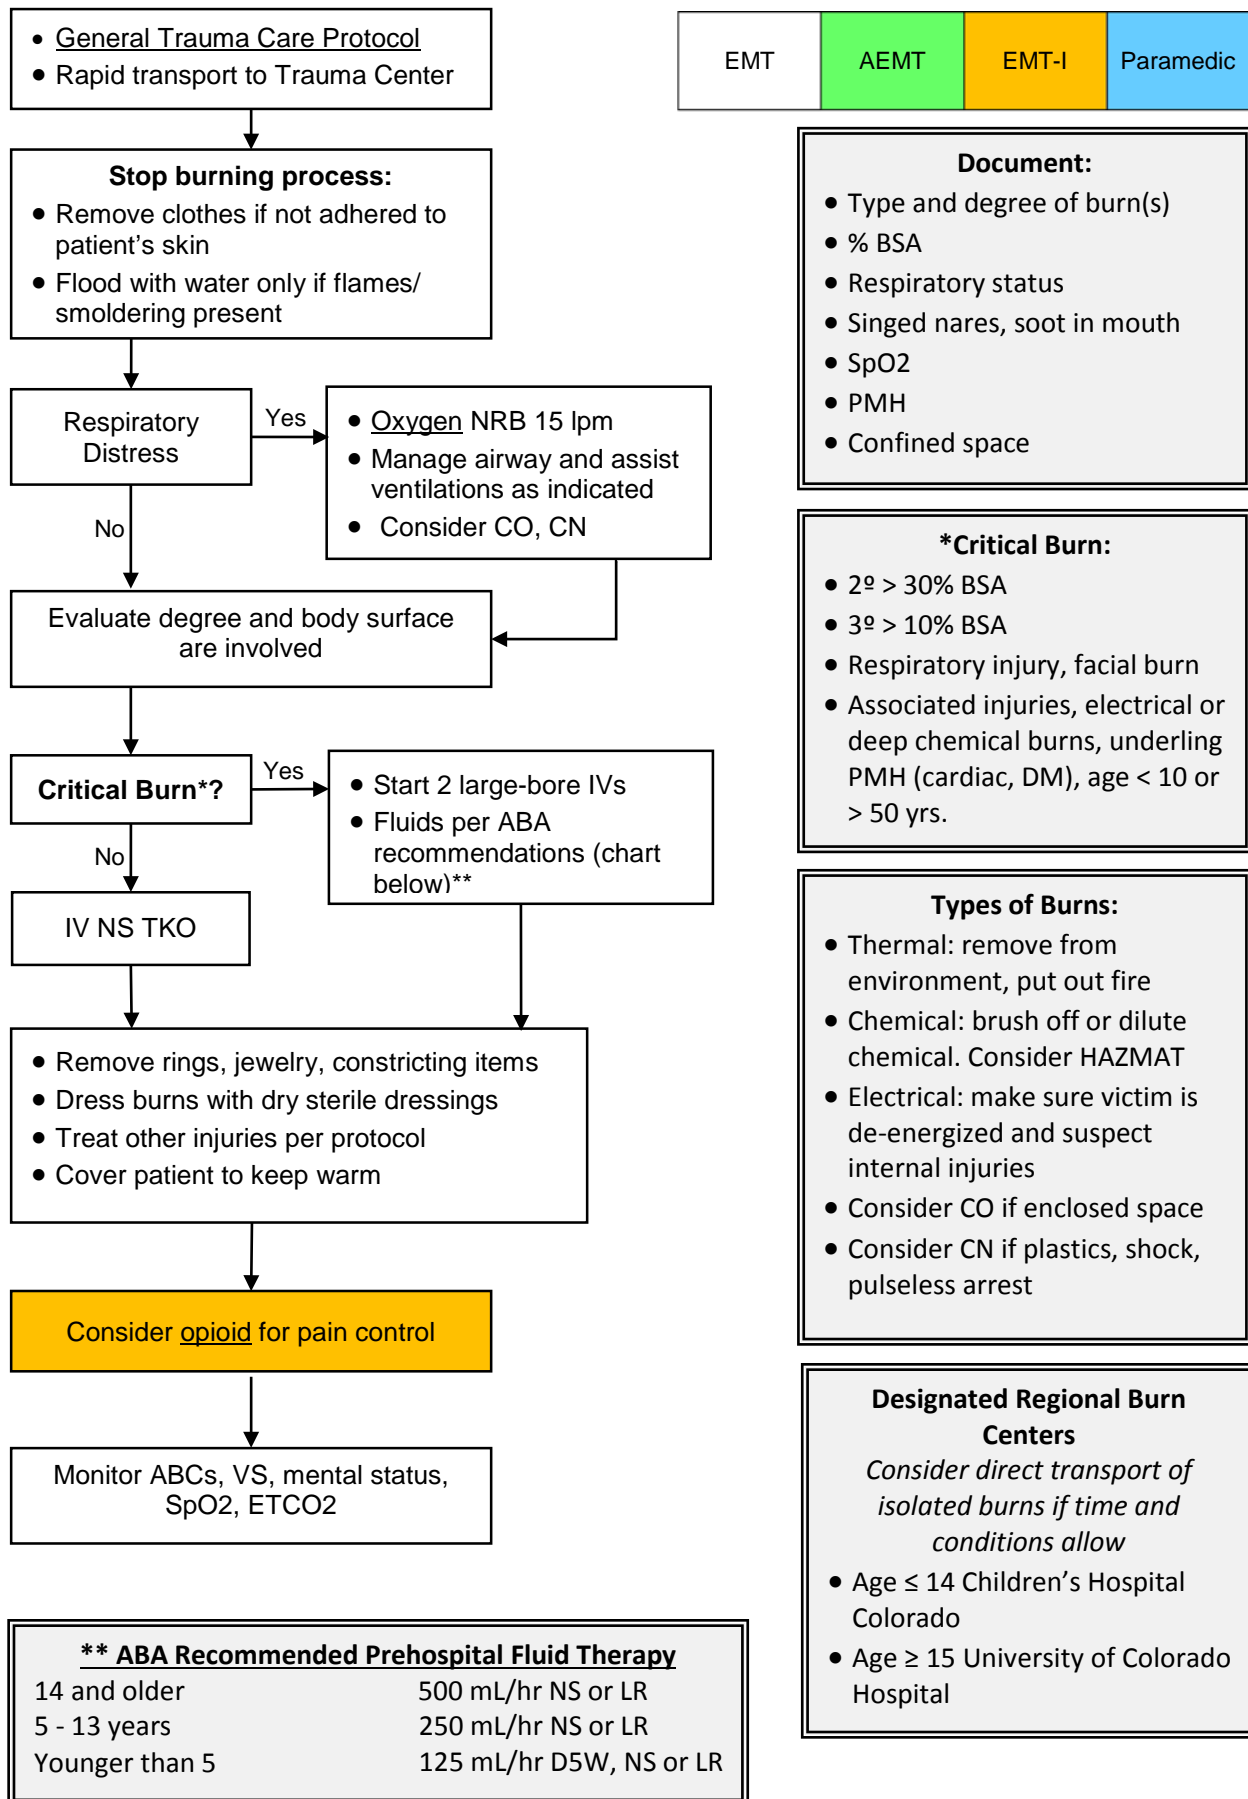 • General Trauma Care Protocol
• Rapid transport to Trauma Center
EMT
AEMT
EMT-I
Paramedic
Stop burning process:
• Remove clothes if not adhered to
patient's skin
• Flood with water only if flames/
smoldering present
Respiratory
Distress
Yes
No
• Oxygen NRB 15 lpm
• Manage airway and assist
ventilations as indicated
• Consider CO, CN
Evaluate degree and body surface
are involved
Critical Burn*?
Yes
No
• Start 2 large-bore IVs
• Fluids per ABA
recommendations (chart
below)**
IV NS TKO
• Remove rings, jewelry, constricting items
• Dress burns with dry sterile dressings
• Treat other injuries per protocol
• Cover patient to keep warm
Consider opioid for pain control
Monitor ABCs, VS, mental status,
SpO2, ETCO2
** ABA Recommended Prehospital Fluid Therapy
14 and older 500 mL/hr NS or LR
5 - 13 years 250 mL/hr NS or LR
Younger than 5 125 mL/hr D5W, NS or LR
Document:
• Type and degree of burn(s)
• % BSA
• Respiratory status
• Singed nares, soot in mouth
• SpO2
• PMH
• Confined space
*Critical Burn:
• 2º > 30% BSA
• 3º > 10% BSA
• Respiratory injury, facial burn
• Associated injuries, electrical or
deep chemical burns, underling
PMH (cardiac, DM), age < 10 or
> 50 yrs.
Types of Burns:
• Thermal: remove from
environment, put out fire
• Chemical: brush off or dilute
chemical. Consider HAZMAT
• Electrical: make sure victim is
de-energized and suspect
internal injuries
• Consider CO if enclosed space
• Consider CN if plastics, shock,
pulseless arrest
Designated Regional Burn
Centers
Consider direct transport of
isolated burns if time and
conditions allow
• Age ≤ 14 Children's Hospital
Colorado
• Age ≥ 15 University of Colorado
Hospital